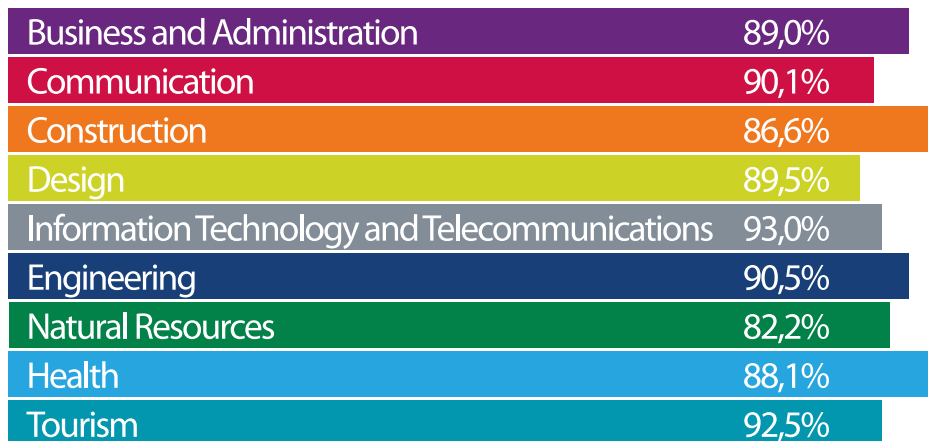 Business and Administration 89,0%
Communication 90,1%
Construction 86,6%
Design 89,5%
Information Technology and Telecommunications 93,0%
Engineering 90,5%
Natural Resources 82,2%
Health 88,1%
Tourism 92,5%